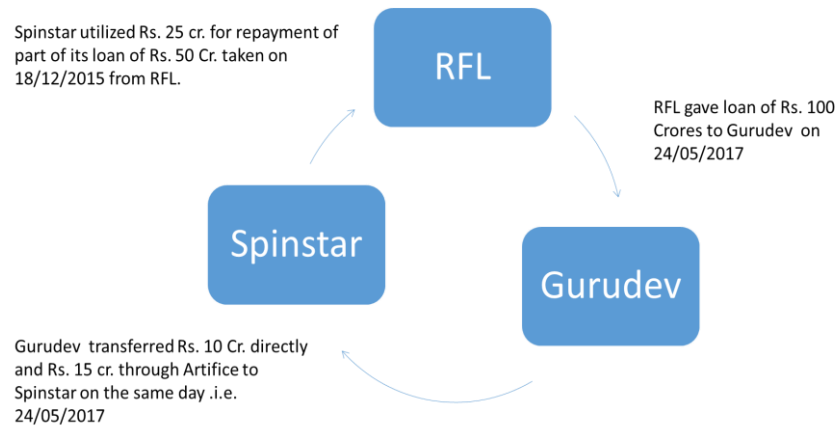 Spinstar utilized Rs. 25 cr. for repayment of
part of its loan of Rs. 50 Cr. taken on
18/12/2015 from RFL.
RFL
RFL gave loan of Rs. 100
Crores to Gurudev on
24/05/2017
Spinstar
Gurudev
Gurudev transferred Rs. 10 Cr. directly
and Rs. 15 cr. through Artifice to
Spinstar on the same day .i.e.
24/05/2017